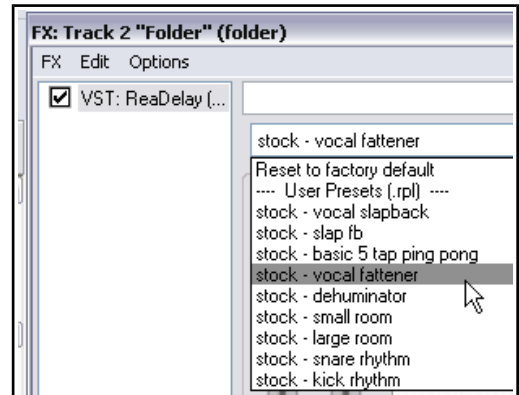 FX: Track 2 "Folder" (folder)
FX Edit Options
VST: ReaDelay (...
stock - vocal fattener
Reset to factory default
---- User Presets (.rpl) ----
stock - vocal slapback
stock - slap fb
stock - basic 5 tap ping pong
stock - vocal fattener
stock - dehuminator
stock - small room
stock - large room
stock - snare rhythm
stock - kick rhythm